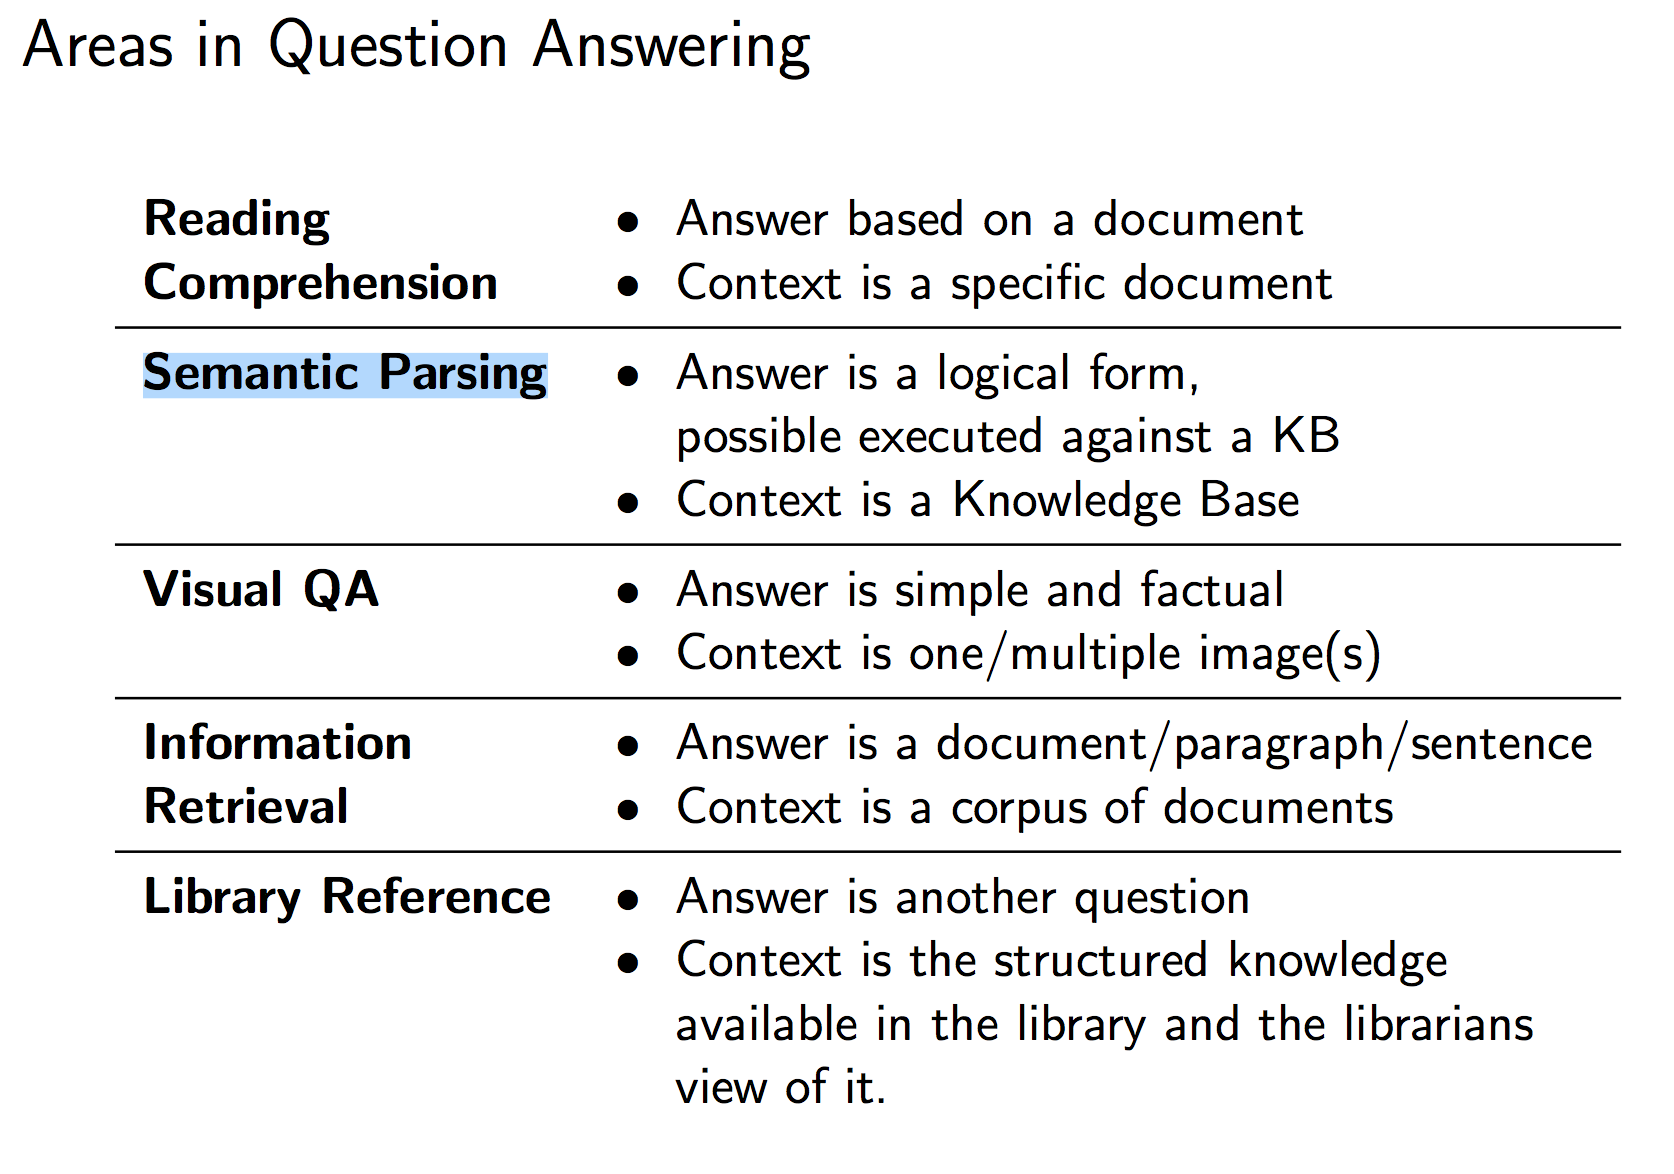 Areas in Question Answering
Reading Comprehension
• Answer based on a document
• Context is a specific document
Semantic Parsing
• Answer is a logical form,
possible executed against a KB
• Context is a Knowledge Base
Visual QA
• Answer is simple and factual
• Context is one/multiple image(s)
Information Retrieval
• Answer is a document/paragraph/sentence
• Context is a corpus of documents
Library Reference
• Answer is another question
• Context is the structured knowledge
available in the library and the librarians
view of it.